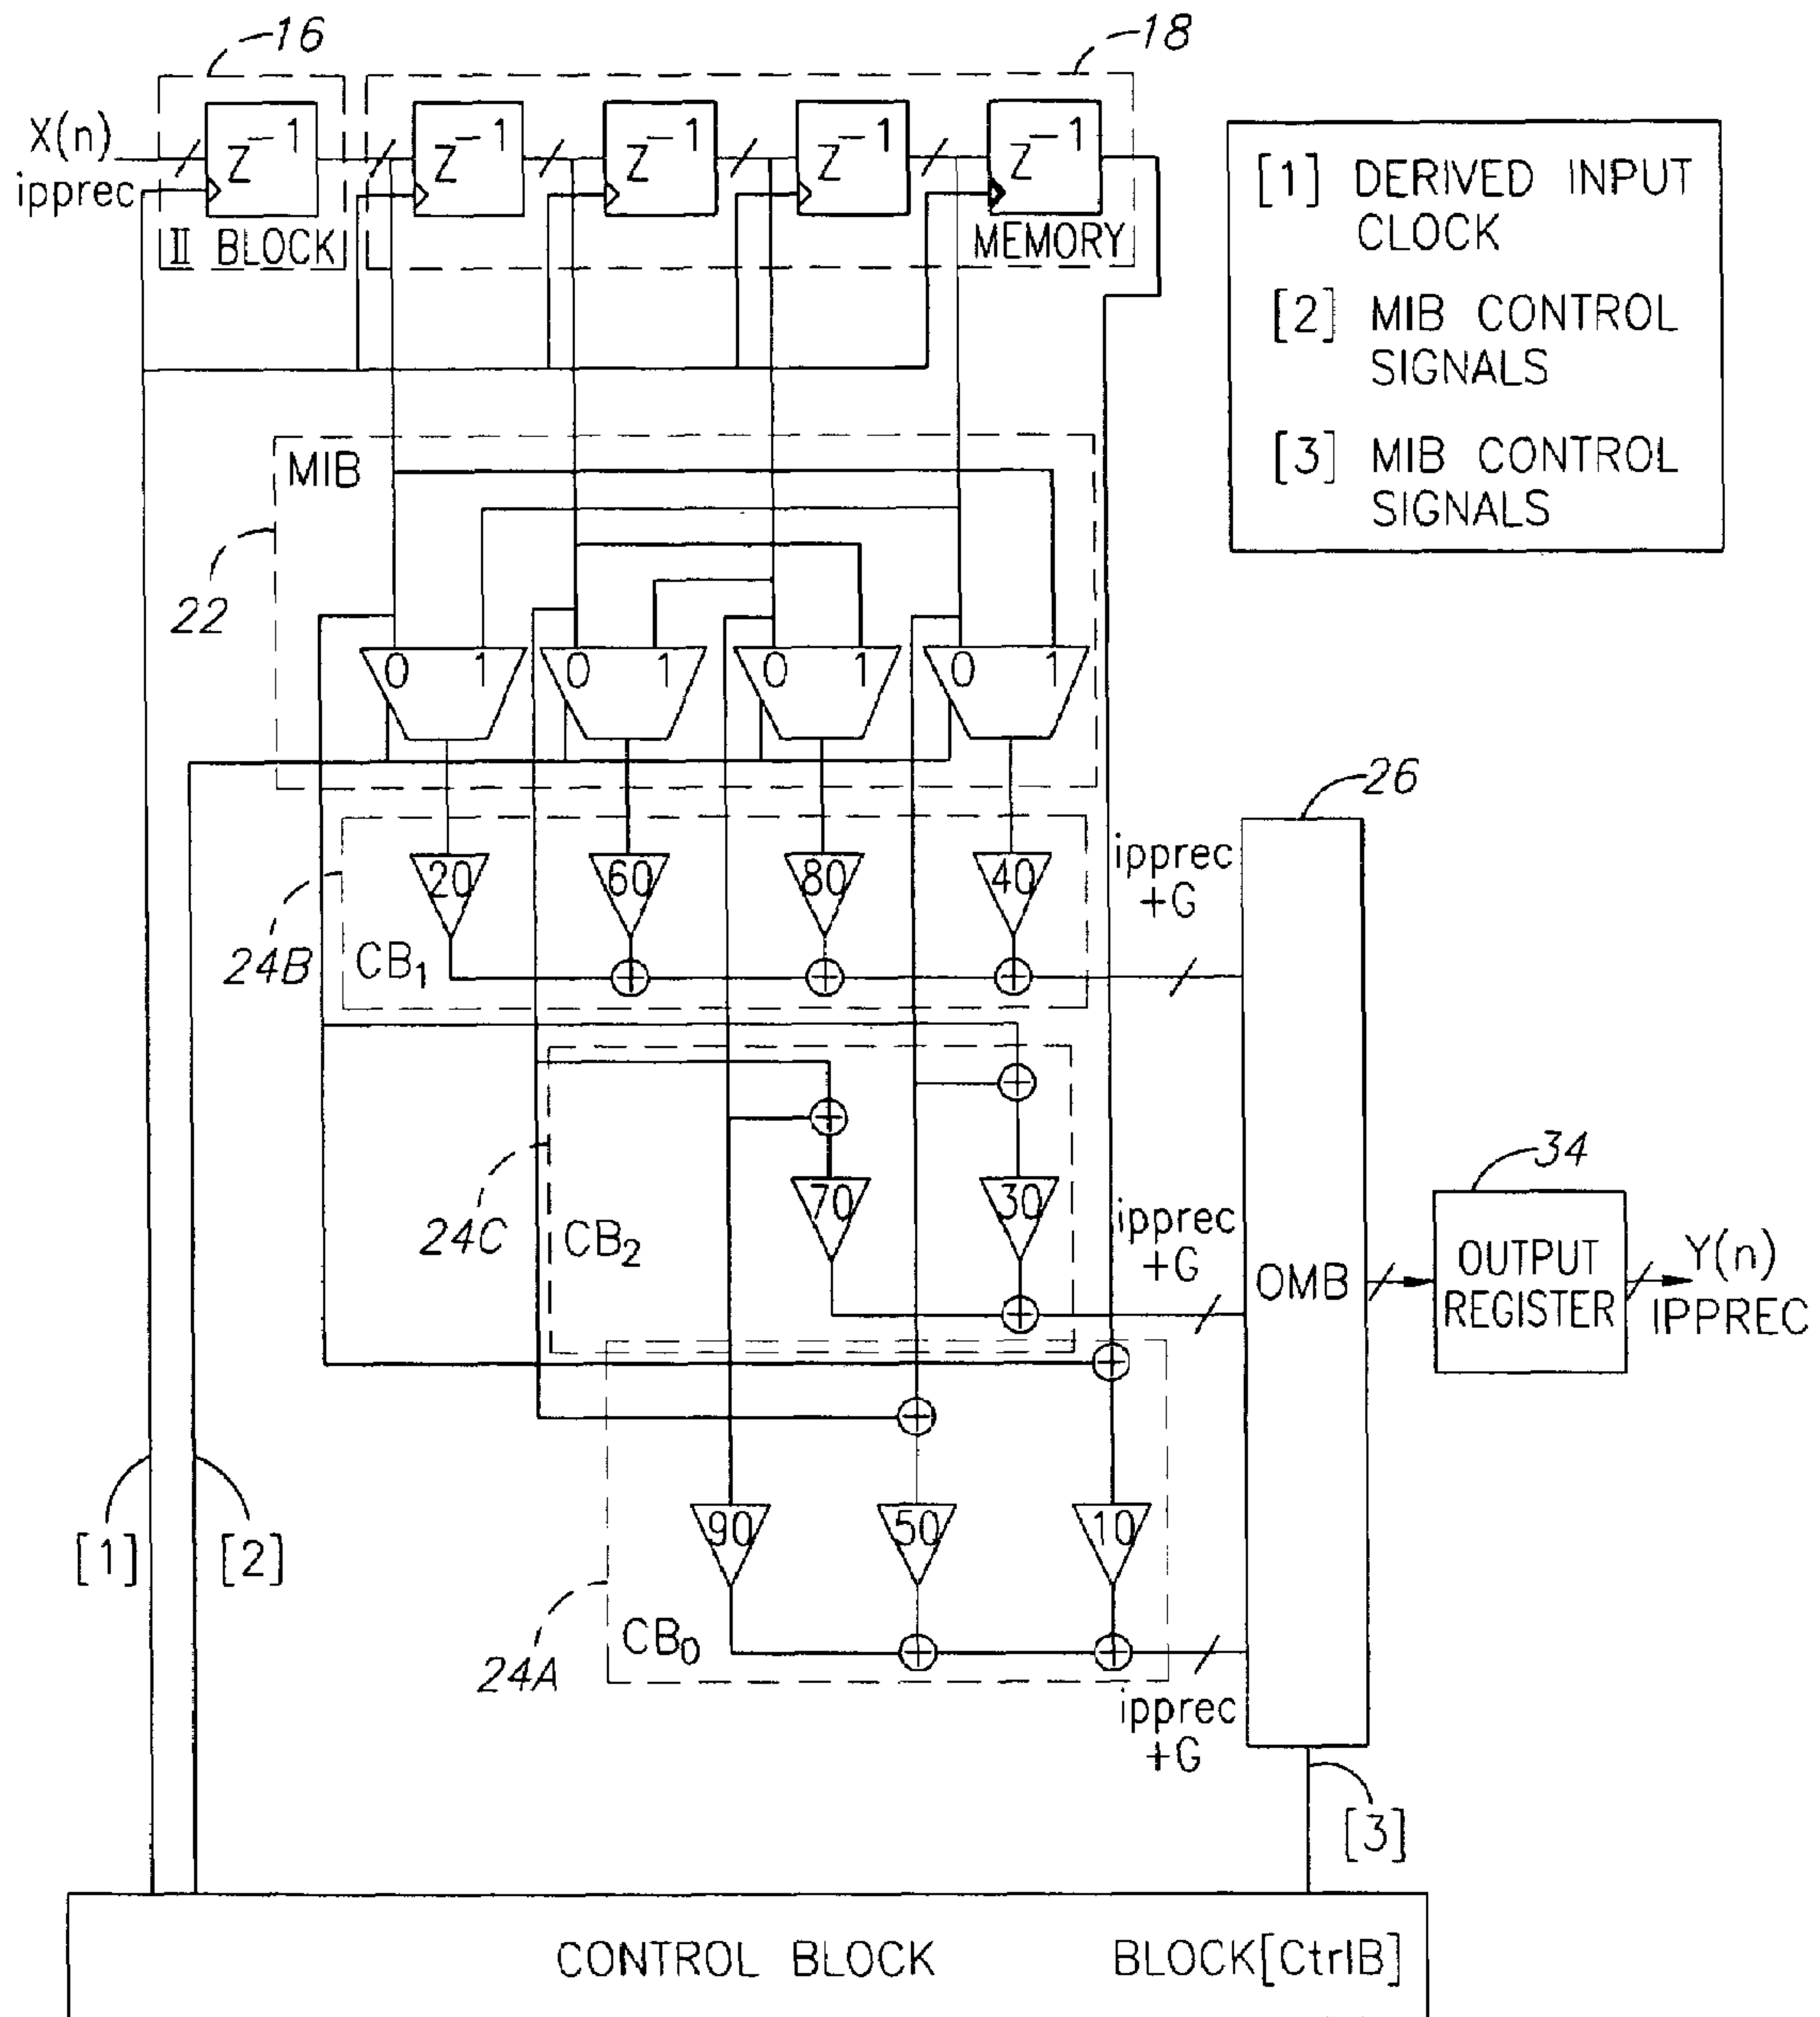 16
18
X(n)
ipprec
Z-1
Z-1
Z-1
Z-1
Z-1
II BLOCK
MEMORY
[1] DERIVED INPUT
CLOCK
[2] MIB CONTROL
SIGNALS
[3] MIB CONTROL
SIGNALS
MIB
22
0 1
0 1
0 1
0 1
26
20
60
80
40
ipprec
+G
24B
CB1
24C
CB2
70
30
ipprec
+G
OMB
34
OUTPUT
REGISTER
Y(n)
IPPREC
90
50
10
[1]
[2]
24A
CB0
ipprec
+G
[3]
CONTROL BLOCK
BLOCK[CtrlB]